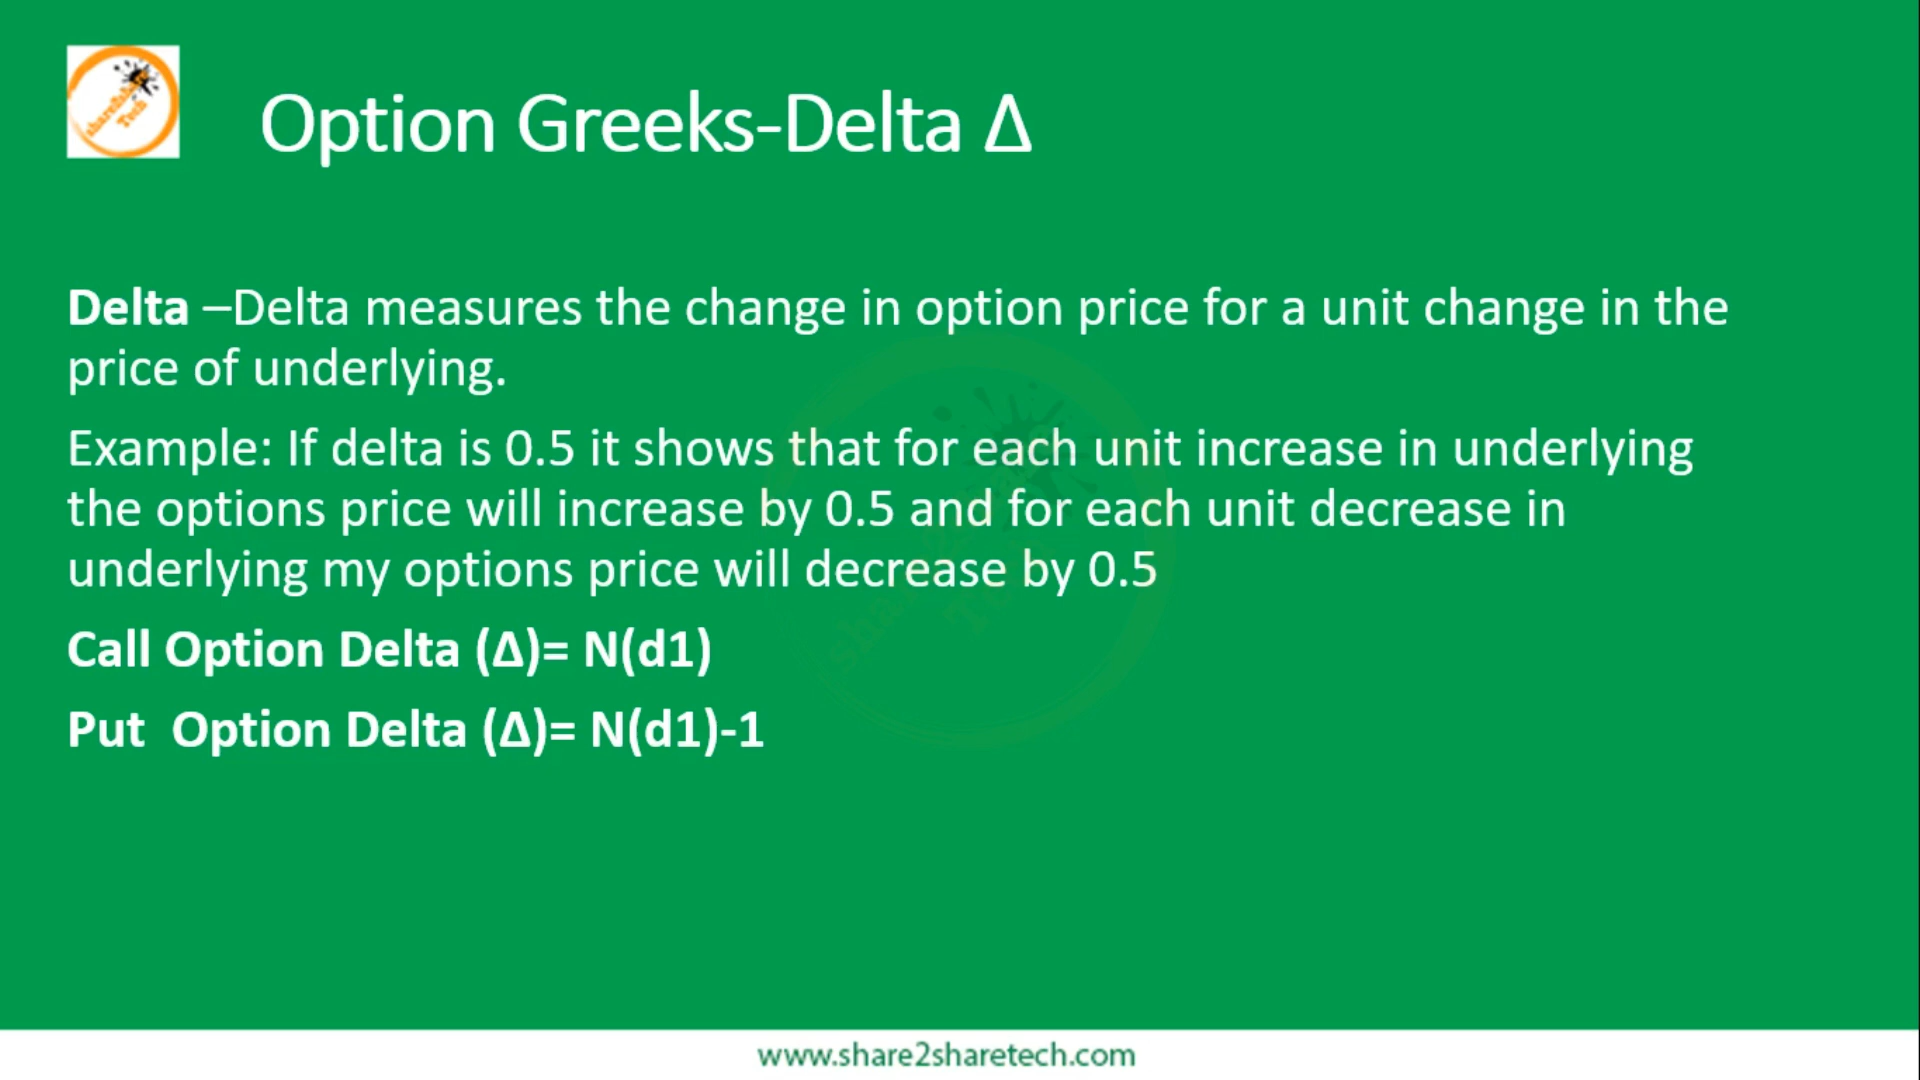 share2share
Tech
Option Greeks-Delta Δ
Delta –Delta measures the change in option price for a unit change in the
price of underlying.
Example: If delta is 0.5 it shows that for each unit increase in underlying
the options price will increase by 0.5 and for each unit decrease in
underlying my options price will decrease by 0.5
Call Option Delta (Δ)= N(d1)
Put  Option Delta (Δ)= N(d1)-1
www.share2sharetech.com